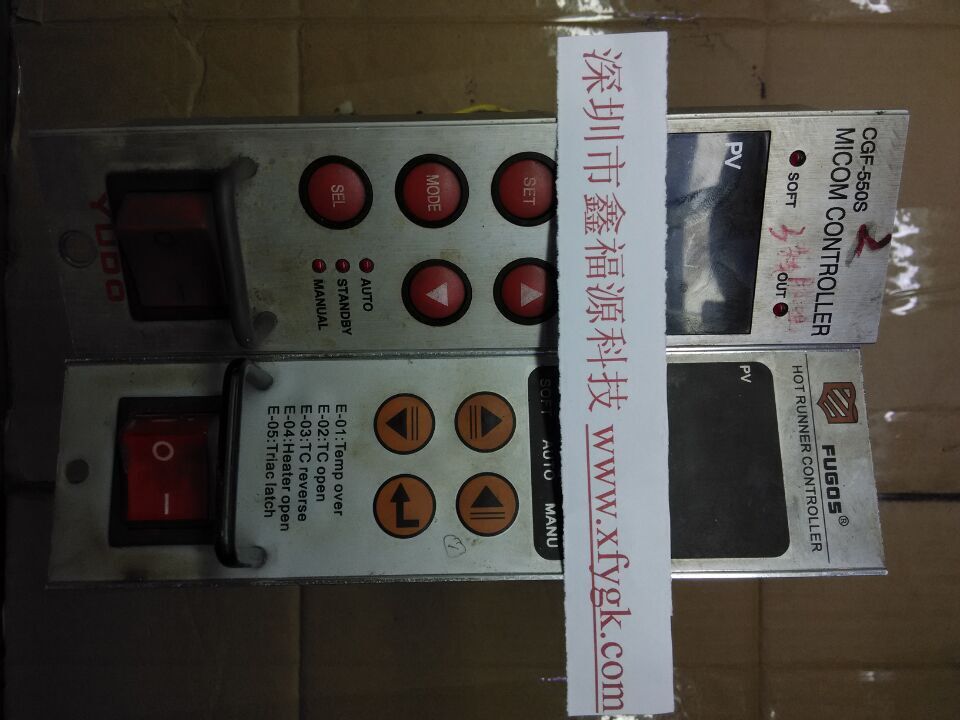 深圳市鑫福源科技 www.xfygk.com
CGF-550S
MICOM CONTROLLER
2
SOFT
OUT
PV
SET
MODE
SEL
AUTO
STANDBY
MANUAL
YUDO
FUGOS®
HOT RUNNER CONTROLLER
PV
SOFT AUTO MANU
E-01:Temp over
E-02:TC open
E-03:TC reverse
E-04:Heater open
E-05:Triac latch